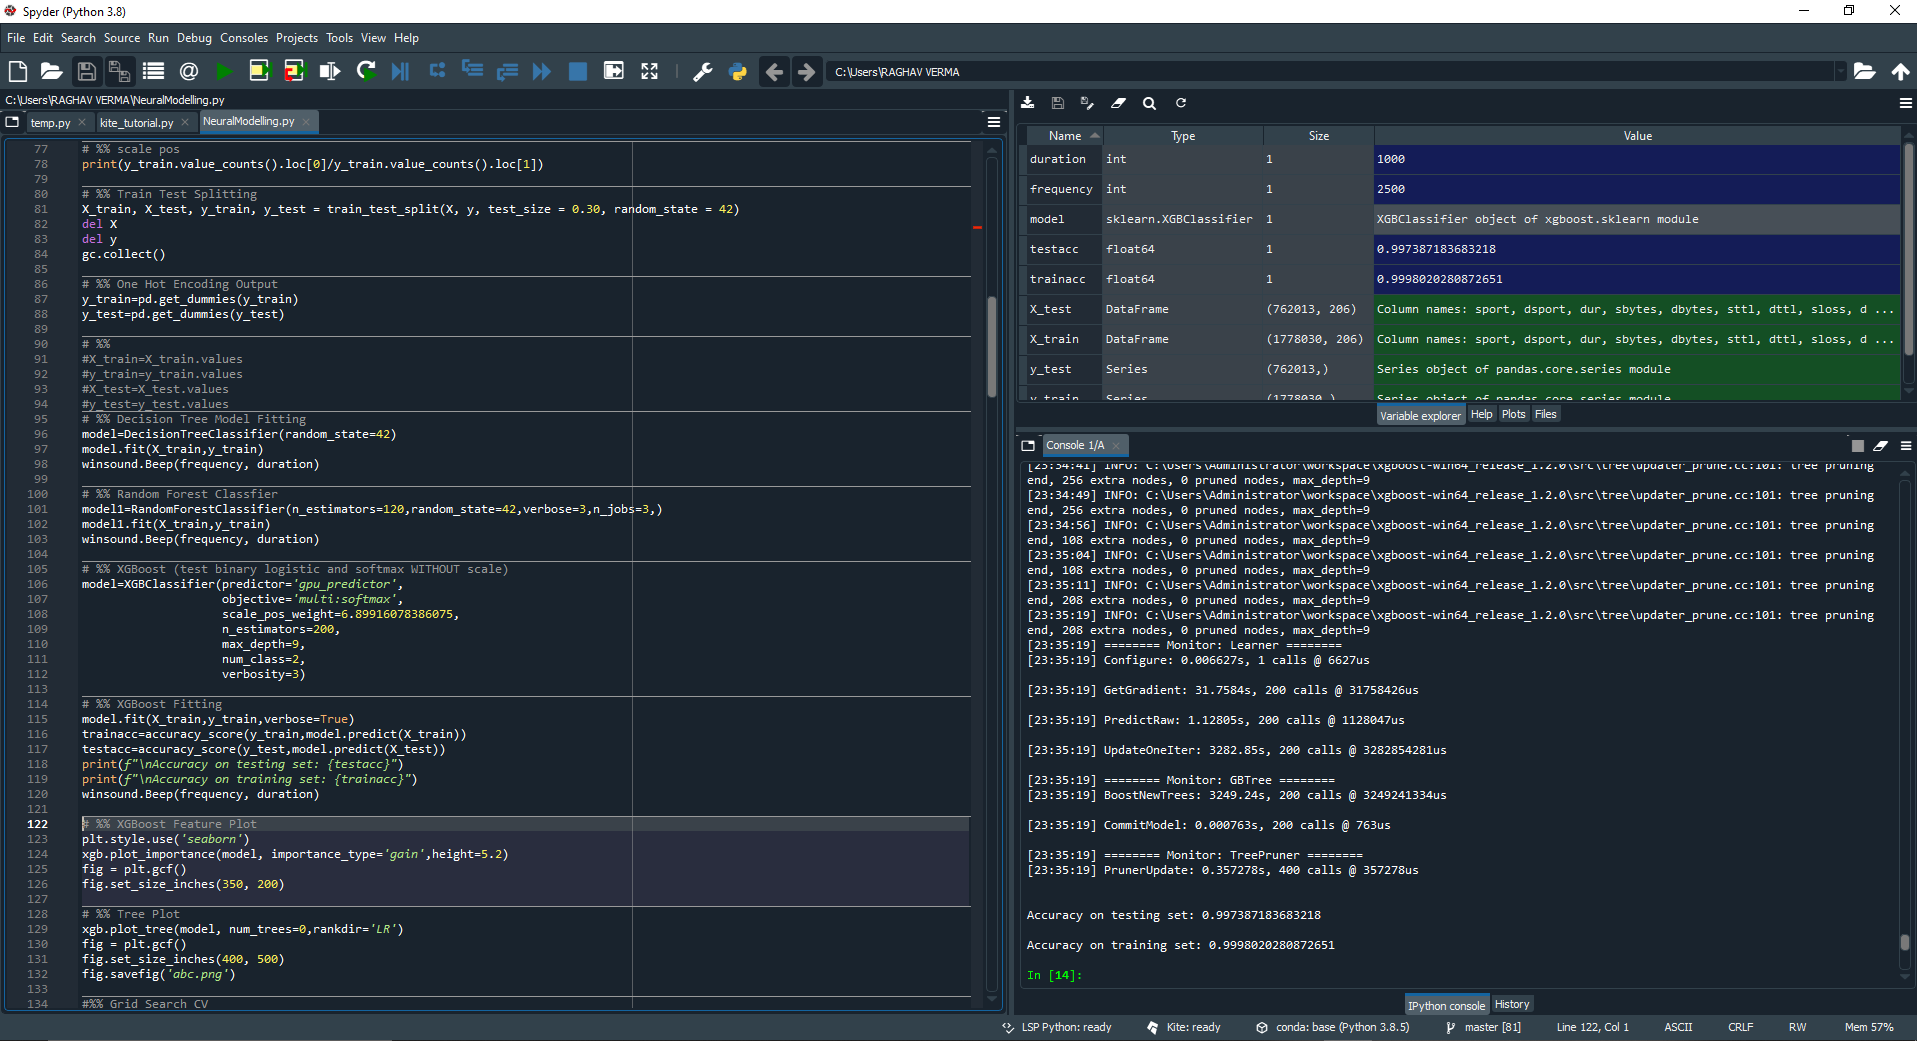 Spyder (Python 3.8)
File Edit Search Source Run Debug Consoles Projects Tools View Help
C:\Users\RAGHAV VERMA
C:\Users\RAGHAV VERMA\NeuralModelling.py
temp.py
kite_tutorial.py
NeuralModelling.py
77 # %% scale pos
78 print(y_train.value_counts().loc[0]/y_train.value_counts().loc[1])
79
80 # %% Train Test Splitting
81 X_train, X_test, y_train, y_test = train_test_split(X, y, test_size = 0.30, random_state = 42)
82 del X
83 del y
84 gc.collect()
85
86 # %% One Hot Encoding Output
87 y_train=pd.get_dummies(y_train)
88 y_test=pd.get_dummies(y_test)
89
90 # %%
91 #X_train=X_train.values
92 #y_train=y_train.values
93 #X_test=X_test.values
94 #y_test=y_test.values
95 # %% Decision Tree Model Fitting
96 model=DecisionTreeClassifier(random_state=42)
97 model.fit(X_train,y_train)
98 winsound.Beep(frequency, duration)
99
100 # %% Random Forest Classfier
101 model1=RandomForestClassifier(n_estimators=120,random_state=42,verbose=3,n_jobs=3,)
102 model1.fit(X_train,y_train)
103 winsound.Beep(frequency, duration)
104
105 # %% XGBoost (test binary logistic and softmax WITHOUT scale)
106 model=XGBClassifier(predictor='gpu_predictor',
107 objective='multi:softmax',
108 scale_pos_weight=6.89916078386075,
109 n_estimators=200,
110 max_depth=9,
111 num_class=2,
112 verbosity=3)
113
114 # %% XGBoost Fitting
115 model.fit(X_train,y_train,verbose=True)
116 trainacc=accuracy_score(y_train,model.predict(X_train))
117 testacc=accuracy_score(y_test,model.predict(X_test))
118 print(f"\nAccuracy on testing set: {testacc}")
119 print(f"\nAccuracy on training set: {trainacc}")
120 winsound.Beep(frequency, duration)
121
122 # %% XGBoost Feature Plot
123 plt.style.use('seaborn')
124 xgb.plot_importance(model, importance_type='gain',height=5.2)
125 fig = plt.gcf()
126 fig.set_size_inches(350, 200)
127
128 # %% Tree Plot
129 xgb.plot_tree(model, num_trees=0,rankdir='LR')
130 fig = plt.gcf()
131 fig.set_size_inches(400, 500)
132 fig.savefig('abc.png')
133
134 #%% Grid Search CV
Name Type Size Value
duration int 1 1000
frequency int 1 2500
model sklearn.XGBClassifier 1 XGBClassifier object of xgboost.sklearn module
testacc float64 1 0.997387183683218
trainacc float64 1 0.9998020280872651
X_test DataFrame (762013, 206) Column names: sport, dsport, dur, sbytes, dbytes, sttl, dttl, sloss, d ...
X_train DataFrame (1778030, 206) Column names: sport, dsport, dur, sbytes, dbytes, sttl, dttl, sloss, d ...
y_test Series (762013,) Series object of pandas.core.series module
y_train Series (1778030,) Series object of pandas.core.series module
Variable explorer Help Plots Files
Console 1/A
[23:34:41] INFO: C:\Users\Administrator\workspace\xgboost-win64_release_1.2.0\src\tree\updater_prune.cc:101: tree pruning
end, 256 extra nodes, 0 pruned nodes, max_depth=9
[23:34:49] INFO: C:\Users\Administrator\workspace\xgboost-win64_release_1.2.0\src\tree\updater_prune.cc:101: tree pruning
end, 256 extra nodes, 0 pruned nodes, max_depth=9
[23:34:56] INFO: C:\Users\Administrator\workspace\xgboost-win64_release_1.2.0\src\tree\updater_prune.cc:101: tree pruning
end, 108 extra nodes, 0 pruned nodes, max_depth=9
[23:35:04] INFO: C:\Users\Administrator\workspace\xgboost-win64_release_1.2.0\src\tree\updater_prune.cc:101: tree pruning
end, 108 extra nodes, 0 pruned nodes, max_depth=9
[23:35:11] INFO: C:\Users\Administrator\workspace\xgboost-win64_release_1.2.0\src\tree\updater_prune.cc:101: tree pruning
end, 208 extra nodes, 0 pruned nodes, max_depth=9
[23:35:19] INFO: C:\Users\Administrator\workspace\xgboost-win64_release_1.2.0\src\tree\updater_prune.cc:101: tree pruning
end, 208 extra nodes, 0 pruned nodes, max_depth=9
[23:35:19] ======== Monitor: Learner ========
[23:35:19] Configure: 0.006627s, 1 calls @ 6627us
[23:35:19] GetGradient: 31.7584s, 200 calls @ 31758426us
[23:35:19] PredictRaw: 1.12805s, 200 calls @ 1128047us
[23:35:19] UpdateOneIter: 3282.85s, 200 calls @ 3282854281us
[23:35:19] ======== Monitor: GBTree ========
[23:35:19] BoostNewTrees: 3249.24s, 200 calls @ 3249241334us
[23:35:19] CommitModel: 0.000763s, 200 calls @ 763us
[23:35:19] ======== Monitor: TreePruner ========
[23:35:19] PrunerUpdate: 0.357278s, 400 calls @ 357278us
Accuracy on testing set: 0.997387183683218
Accuracy on training set: 0.9998020280872651
In [14]:
IPython console History
LSP Python: ready Kite: ready conda: base (Python 3.8.5) master [81] Line 122, Col 1 ASCII CRLF RW Mem 57%